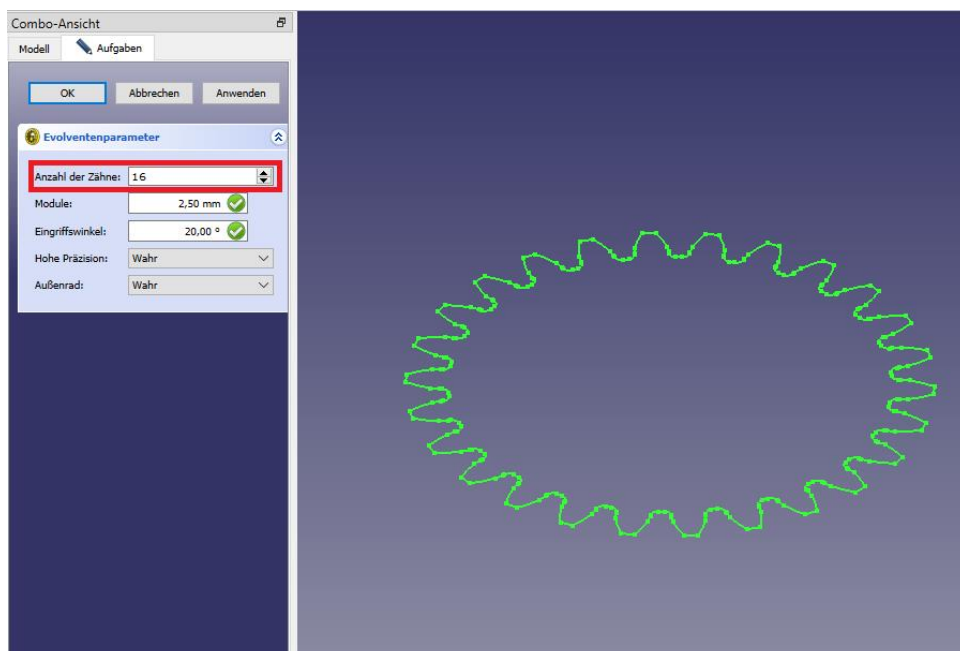 Combo-Ansicht
Modell Aufgaben
OK Abbrechen Anwenden
Evolventenparameter
Anzahl der Zähne: 16
Module: 2,50 mm
Eingriffswinkel: 20,00 °
Hohe Präzision: Wahr
Außenrad: Wahr